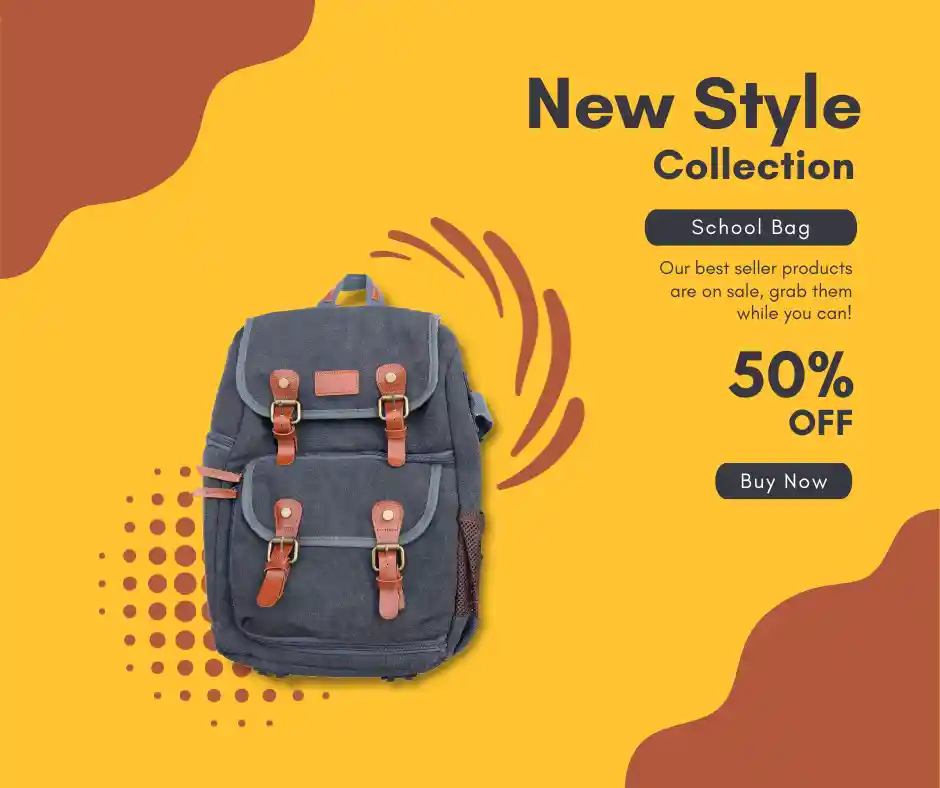 New Style
Collection
School Bag
Our best seller products
are on sale, grab them
while you can!
50%
OFF
Buy Now